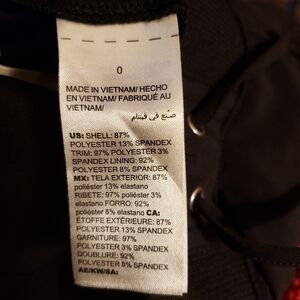 0
MADE IN VIETNAM/ HECHO
EN VIETNAM/ FABRIQUÉ AU
VIETNAM/
صنع في فيتنام
US: SHELL: 87%
POLYESTER 13% SPANDEX
TRIM: 97% POLYESTER 3%
SPANDEX LINING: 92%
POLYESTER 8% SPANDEX
MX: TELA EXTERIOR: 87%
poliéster 13% elastano
RIBETE: 97% poliéster 3%
elastano FORRO: 92%
poliéster 8% elastano CA:
ÉTOFFE EXTÉRIEURE: 87%
POLYESTER 13% SPANDEX
GARNITURE: 97%
POLYESTER 3% SPANDEX
DOUBLURE: 92%
POLYESTER 8% SPANDEX
AE/KW/SA: